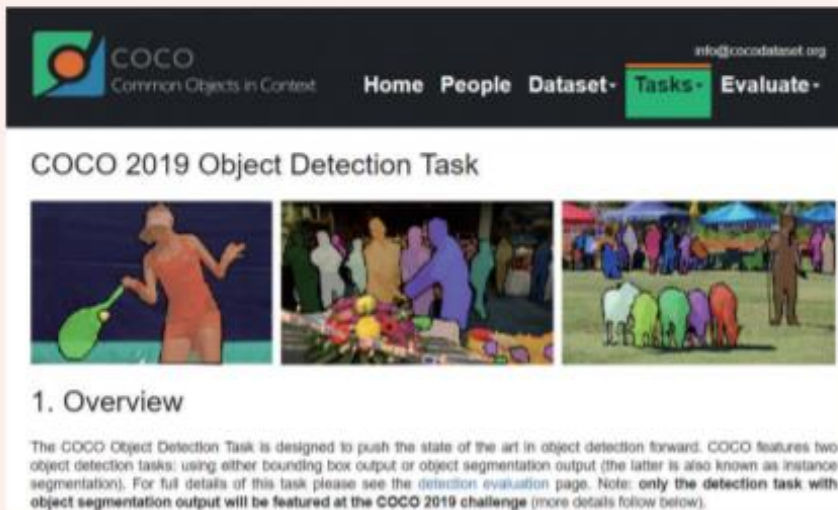 COCO
Common Objects in Context
info@cocodataset.org
Home People Dataset Tasks Evaluate
COCO 2019 Object Detection Task
1. Overview
The COCO Object Detection Task is designed to push the state of the art in object detection forward. COCO features two
object detection tasks: using either bounding box output or object segmentation output (the latter is also known as instance
segmentation). For full details of this task please see the detection evaluation page. Note: only the detection task with
object segmentation output will be featured at the COCO 2019 challenge (more details follow below).